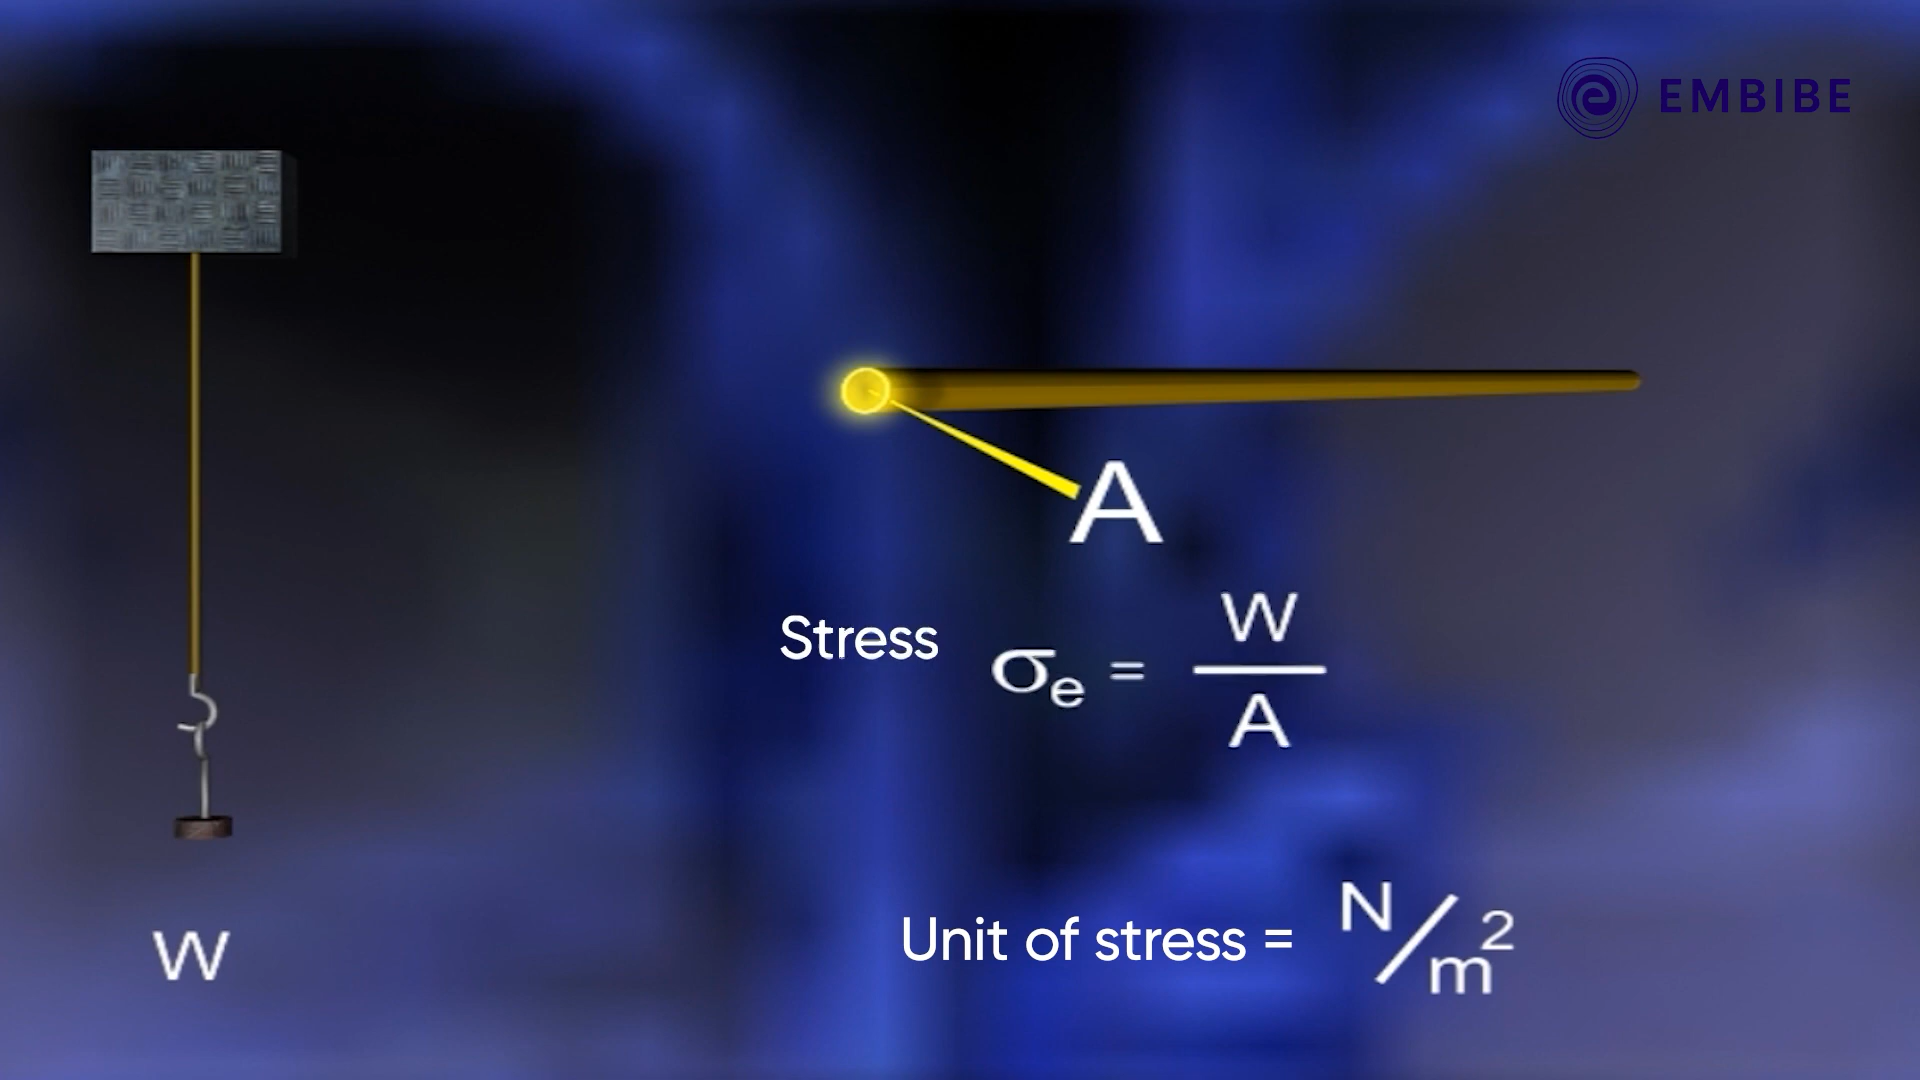 EMBIBE
A
Stress σe = W/A
Unit of stress = N/m²
W